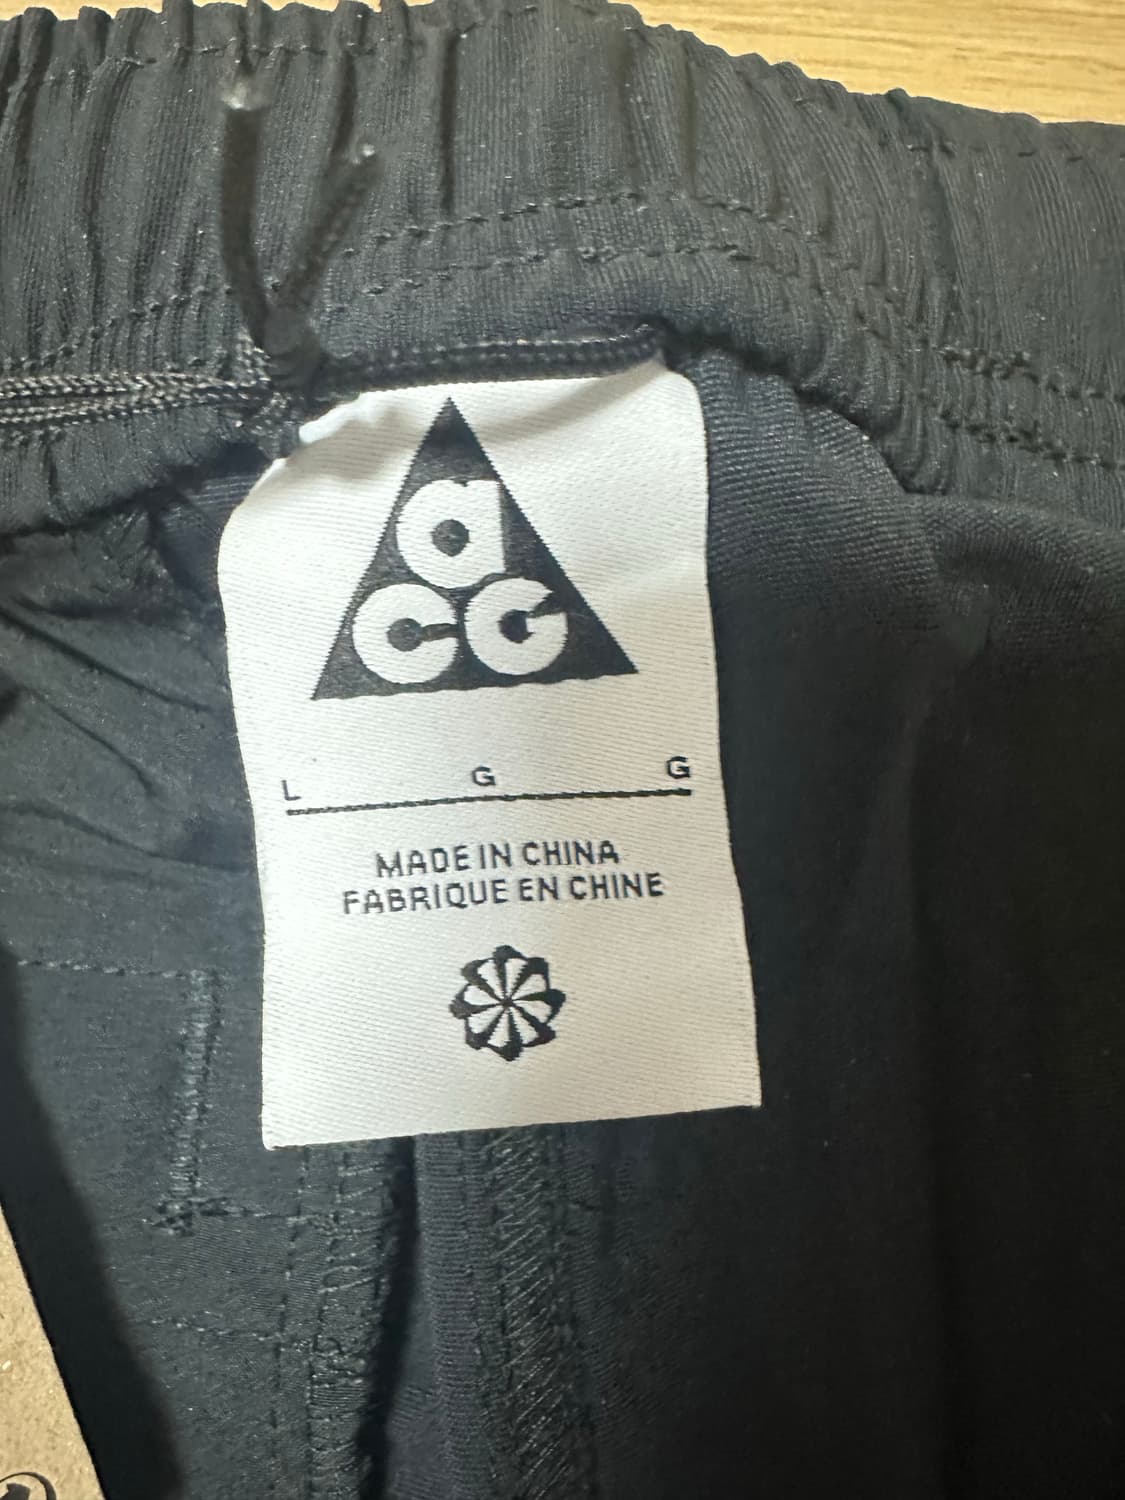 acg
L G G
MADE IN CHINA
FABRIQUE EN CHINE